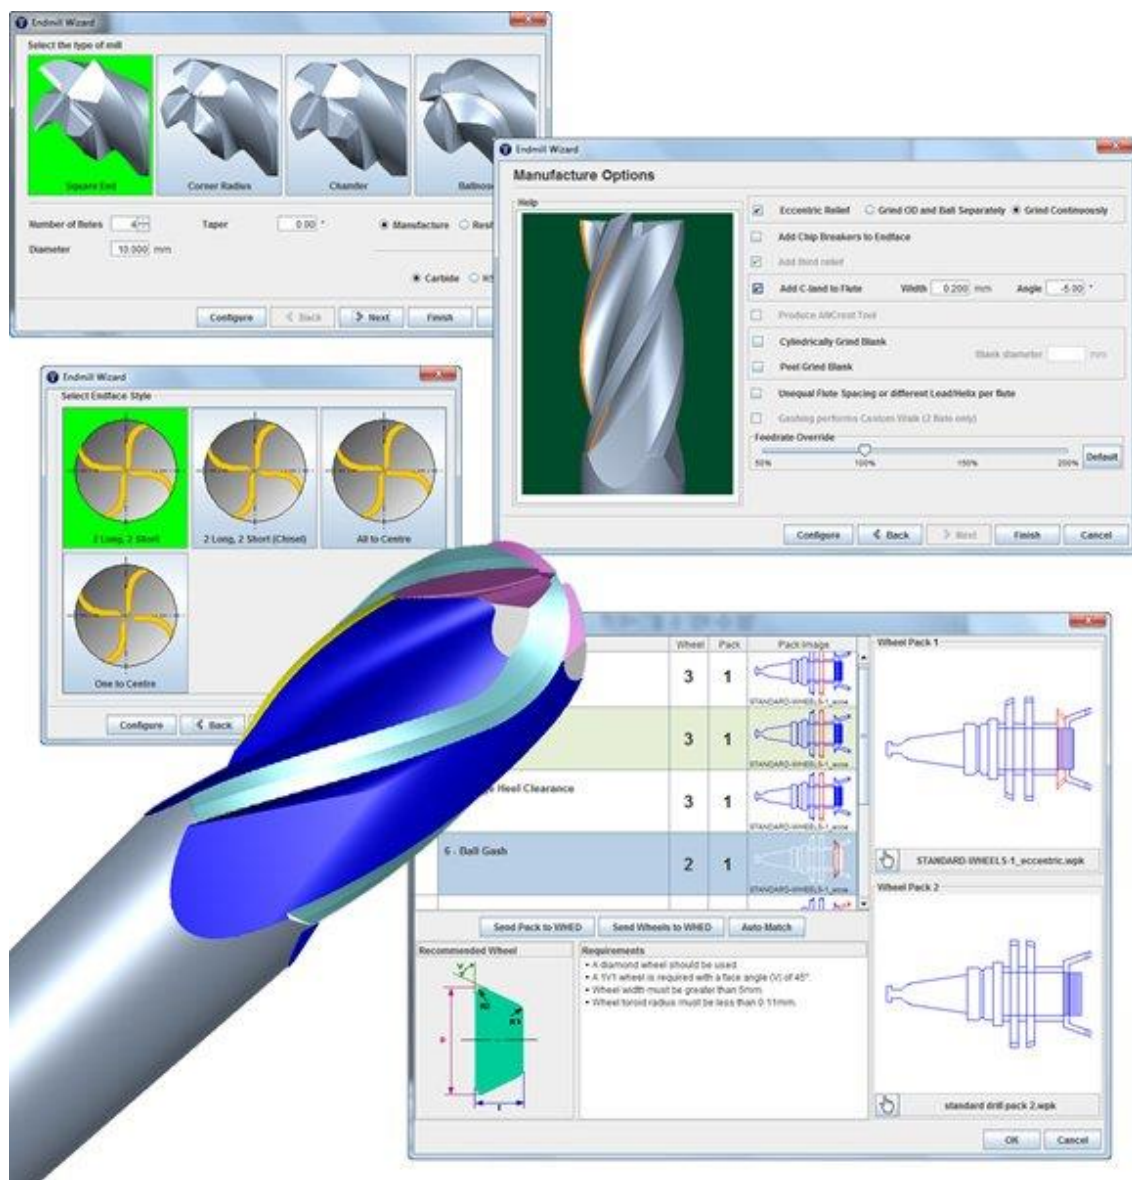 Endmill Wizard
Select the type of mill
Square End
Corner Radius
Chamfer
Ballnose
Number of flutes
4
Taper
0.00 °
Manufacture
Diameter
10.000 mm
Carbide
Configure
Back
Next
Finish
Endmill Wizard
Manufacture Options
Help
Eccentric Relief
Grind OD and Ball Separately
Grind Continuously
Add Chip Breakers to Endface
Add third relief
Add C-land to Flute
Width 0.200 mm
Angle -5.00 °
Produce AltCrest Tool
Cylindrically Grind Blank
Blank diameter
mm
Peel Grind Blank
Unequal Flute Spacing or different Lead/Helix per flute
Gashing performs Custom Walk (2 flute only)
Feedrate Override
50%
100%
150%
200%
Default
Configure
Back
Next
Finish
Cancel
Endmill Wizard
Select Endface Style
2 Long, 2 Short
2 Long, 2 Short (Chisel)
All to Centre
One to Centre
Configure
Back
Wheel
Pack
Pack Image
3
1
3
1
Heel Clearance
3
1
6 - Ball Gash
2
1
Send Pack to WHED
Send Wheels to WHED
Auto Match
Recommended Wheel
V
D
Requirements
• A diamond wheel should be used.
• A 1V1 wheel is required with a face angle (V) of 45°.
• Wheel width must be greater than 5mm.
• Wheel toroid radius must be less than 0.11mm.
Wheel Pack 1
STANDARD-WHEELS-1_eccentric.wpk
Wheel Pack 2
standard drill pack 2.wpk
OK
Cancel